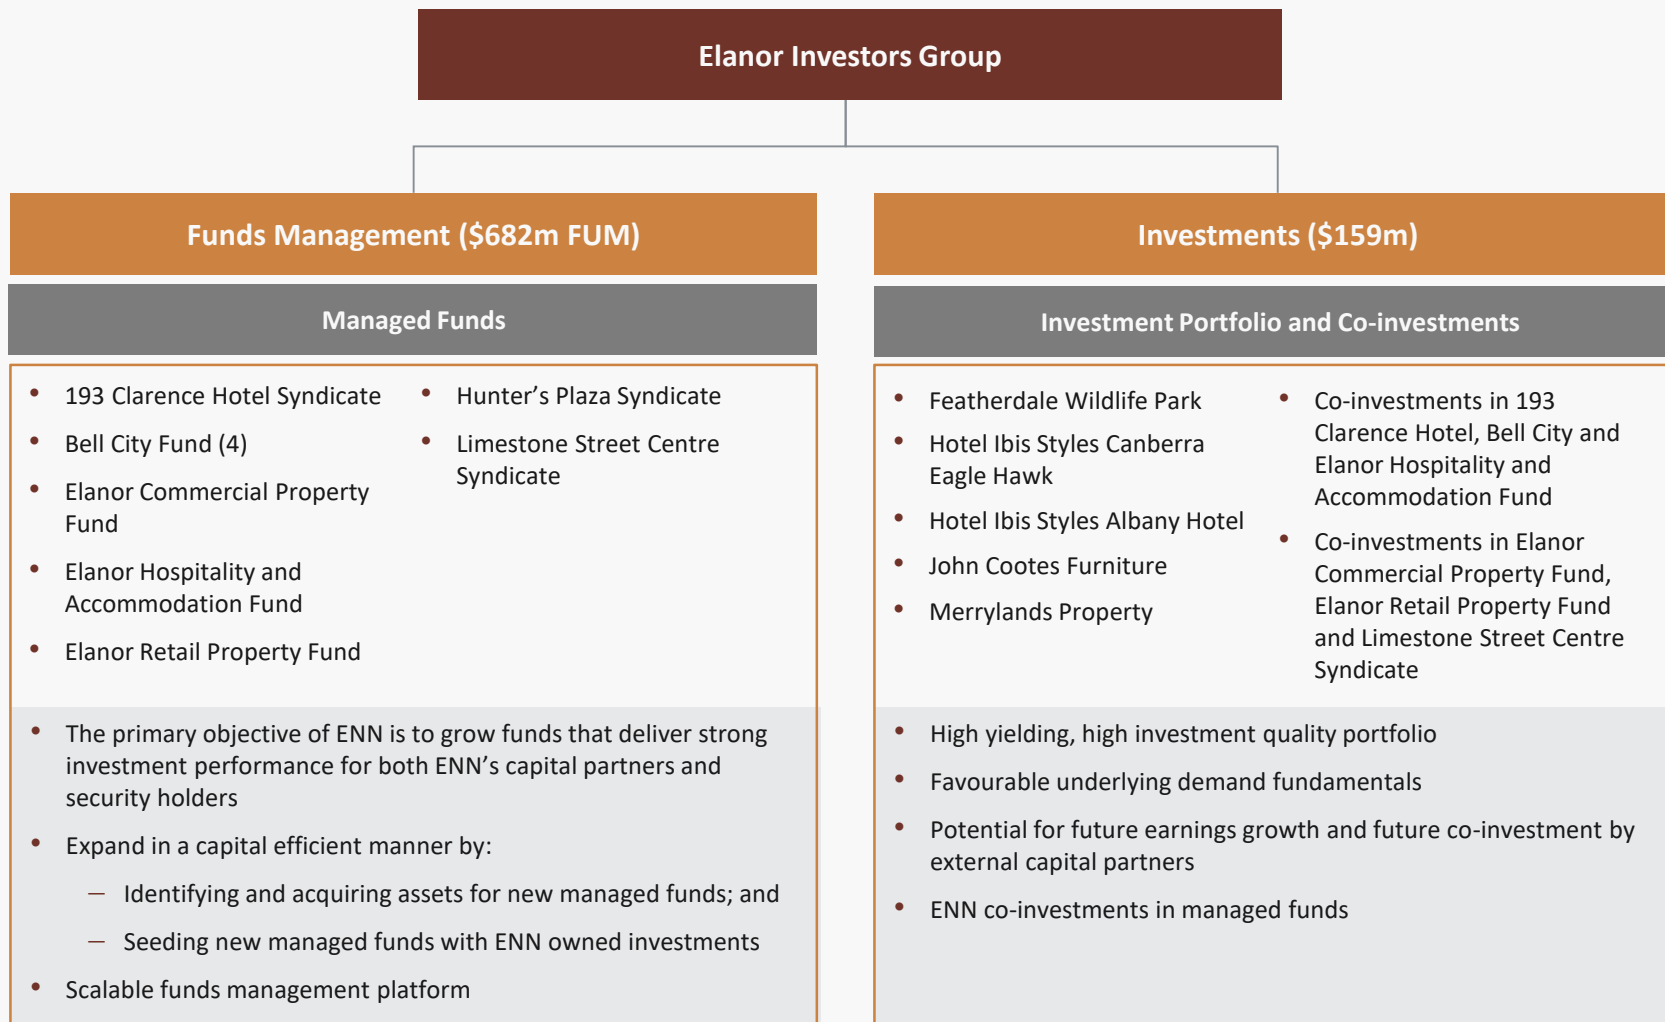 Elanor Investors Group
Funds Management ($682m FUM)
Managed Funds
• 193 Clarence Hotel Syndicate
• Bell City Fund (4)
• Elanor Commercial Property
Fund
• Elanor Hospitality and
Accommodation Fund
• Elanor Retail Property Fund
• Hunter’s Plaza Syndicate
• Limestone Street Centre
Syndicate
• The primary objective of ENN is to grow funds that deliver strong
investment performance for both ENN’s capital partners and
security holders
• Expand in a capital efficient manner by:
— Identifying and acquiring assets for new managed funds; and
— Seeding new managed funds with ENN owned investments
• Scalable funds management platform
Investments ($159m)
Investment Portfolio and Co-investments
• Featherdale Wildlife Park
• Hotel Ibis Styles Canberra
Eagle Hawk
• Hotel Ibis Styles Albany Hotel
• John Cootes Furniture
• Merrylands Property
• Co-investments in 193
Clarence Hotel, Bell City and
Elanor Hospitality and
Accommodation Fund
• Co-investments in Elanor
Commercial Property Fund,
Elanor Retail Property Fund
and Limestone Street Centre
Syndicate
• High yielding, high investment quality portfolio
• Favourable underlying demand fundamentals
• Potential for future earnings growth and future co-investment by
external capital partners
• ENN co-investments in managed funds